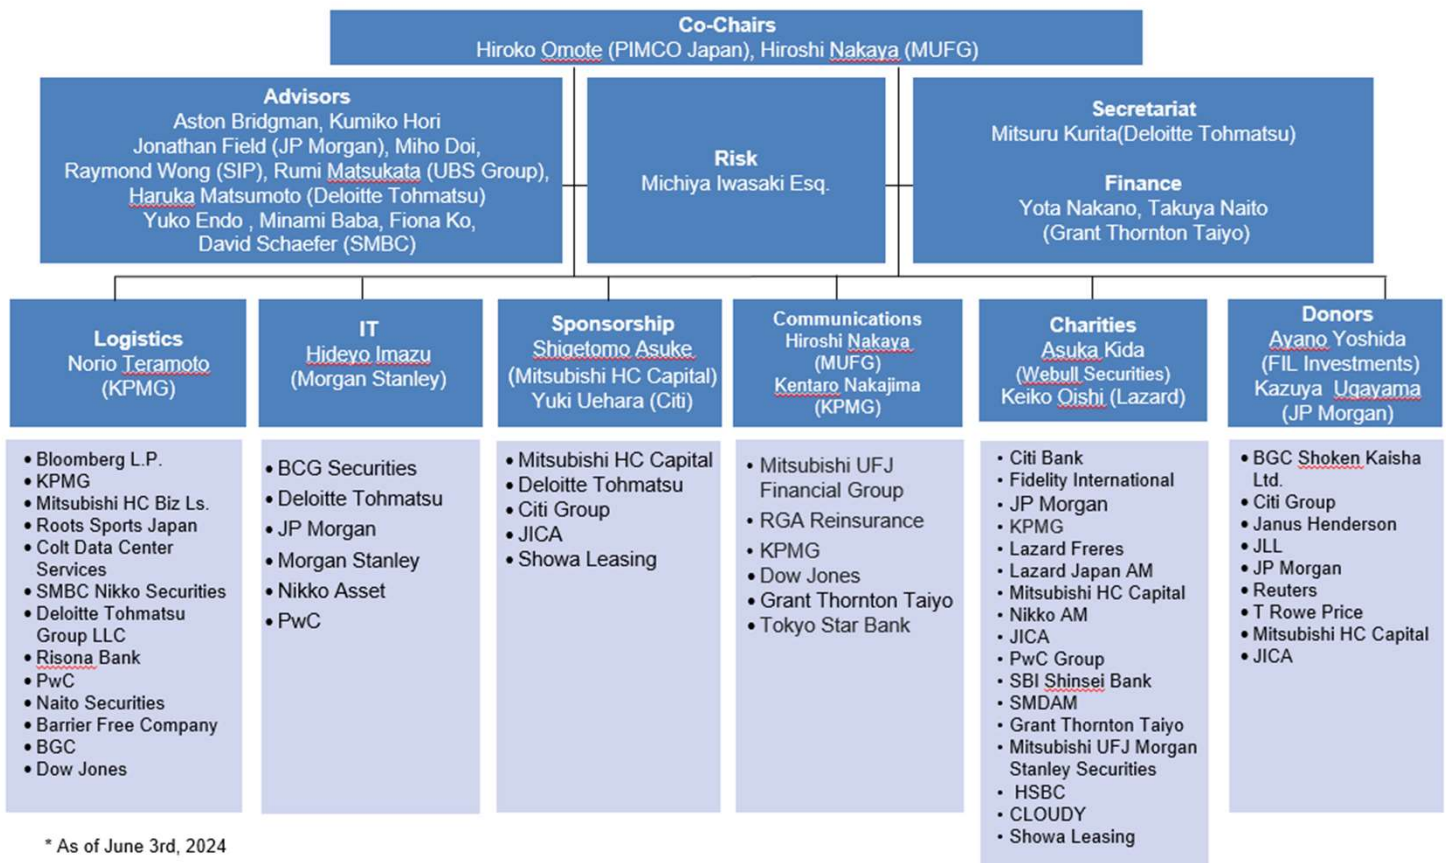 Co-Chairs
Hiroko Omote (PIMCO Japan), Hiroshi Nakaya (MUFG)
Advisors
Aston Bridgman, Kumiko Hori
Jonathan Field (JP Morgan), Miho Doi,
Raymond Wong (SIP), Rumi Matsukata (UBS Group),
Haruka Matsumoto (Deloitte Tohmatsu)
Yuko Endo , Minami Baba, Fiona Ko,
David Schaefer (SMBC)
Risk
Michiya Iwasaki Esq.
Secretariat
Mitsuru Kurita(Deloitte Tohmatsu)
Finance
Yota Nakano, Takuya Naito
(Grant Thornton Taiyo)
Logistics
Norio Teramoto
(KPMG)
• Bloomberg L.P.
• KPMG
• Mitsubishi HC Biz Ls.
• Roots Sports Japan
• Colt Data Center
Services
• SMBC Nikko Securities
• Deloitte Tohmatsu
Group LLC
• Risona Bank
• PwC
• Naito Securities
• Barrier Free Company
• BGC
• Dow Jones
IT
Hideyo Imazu
(Morgan Stanley)
• BCG Securities
• Deloitte Tohmatsu
• JP Morgan
• Morgan Stanley
• Nikko Asset
• PwC
Sponsorship
Shigetomo Asuke
(Mitsubishi HC Capital)
Yuki Uehara (Citi)
• Mitsubishi HC Capital
• Deloitte Tohmatsu
• Citi Group
• JICA
• Showa Leasing
Communications
Hiroshi Nakaya
(MUFG)
Kentaro Nakajima
(KPMG)
• Mitsubishi UFJ
Financial Group
• RGA Reinsurance
• KPMG
• Dow Jones
• Grant Thornton Taiyo
• Tokyo Star Bank
Charities
Asuka Kida
(Webull Securities)
Keiko Oishi (Lazard)
• Citi Bank
• Fidelity International
• JP Morgan
• KPMG
• Lazard Freres
• Lazard Japan AM
• Mitsubishi HC Capital
• Nikko AM
• JICA
• PwC Group
• SBI Shinsei Bank
• SMDAM
• Grant Thornton Taiyo
• Mitsubishi UFJ Morgan
Stanley Securities
• HSBC
• CLOUDY
• Showa Leasing
Donors
Ayano Yoshida
(FIL Investments)
Kazuya Ugayama
(JP Morgan)
• BGC Shoken Kaisha
Ltd.
• Citi Group
• Janus Henderson
• JLL
• JP Morgan
• Reuters
• T Rowe Price
• Mitsubishi HC Capital
• JICA
* As of June 3rd, 2024